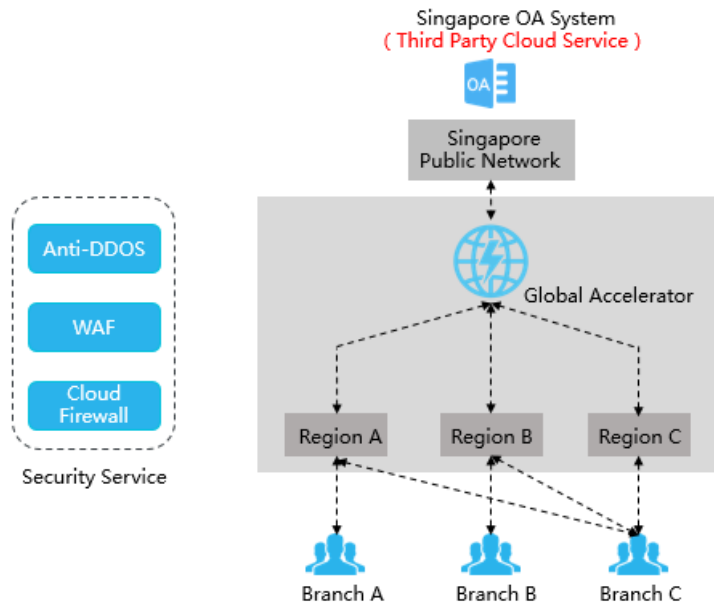 Singapore OA System
( Third Party Cloud Service )
OA
Singapore
Public Network
Anti-DDOS
WAF
Cloud
Firewall
Security Service
Global Accelerator
Region A
Region B
Region C
Branch A
Branch B
Branch C